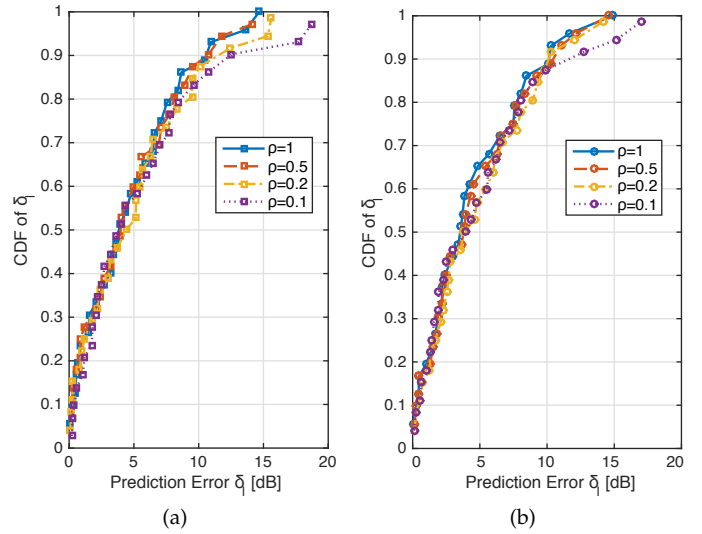 1
0.9
0.8
0.7
0.6
0.5
0.4
0.3
0.2
0.1
0
CDF of δl
0 5 10 15 20
Prediction Error δl [dB]
ρ=1
ρ=0.5
ρ=0.2
ρ=0.1
(a)
1
0.9
0.8
0.7
0.6
0.5
0.4
0.3
0.2
0.1
0
CDF of δl
0 5 10 15 20
Prediction Error δl [dB]
ρ=1
ρ=0.5
ρ=0.2
ρ=0.1
(b)